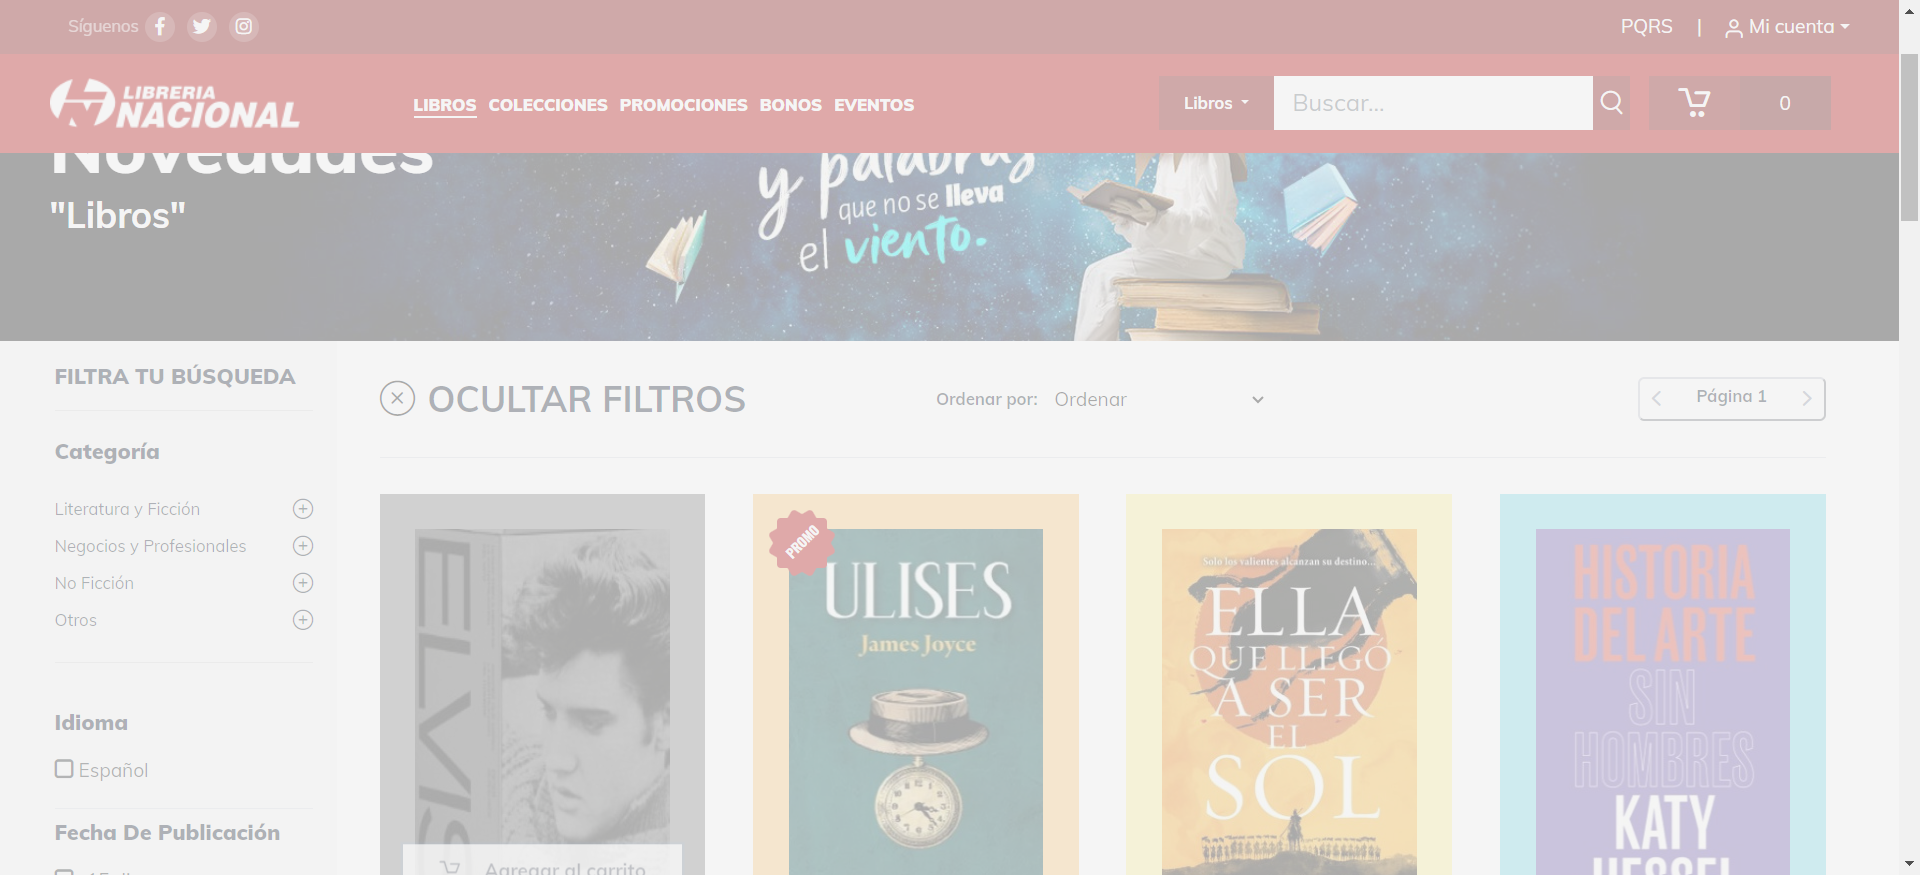 Síguenos
PQRS | Mi cuenta
LIBRERIA
NACIONAL
LIBROS COLECCIONES PROMOCIONES BONOS EVENTOS
Libros
Buscar...
0
Novedades
"Libros"
y palabras
que no se lleva
el viento.
FILTRA TU BÚSQUEDA
Categoría
Literatura y Ficción
Negocios y Profesionales
No Ficción
Otros
Idioma
Español
Fecha De Publicación
OCULTAR FILTROS
Ordenar por: Ordenar
Página 1
ELVIS
Agregar al carrito
PROMO
ULISES
James Joyce
Solo los valientes alcanzan su destino...
ELLA
QUE LLEGÓ
A SER
EL
SOL
HISTORIA
DEL ARTE
SIN
HOMBRES
KATY
HESSEL